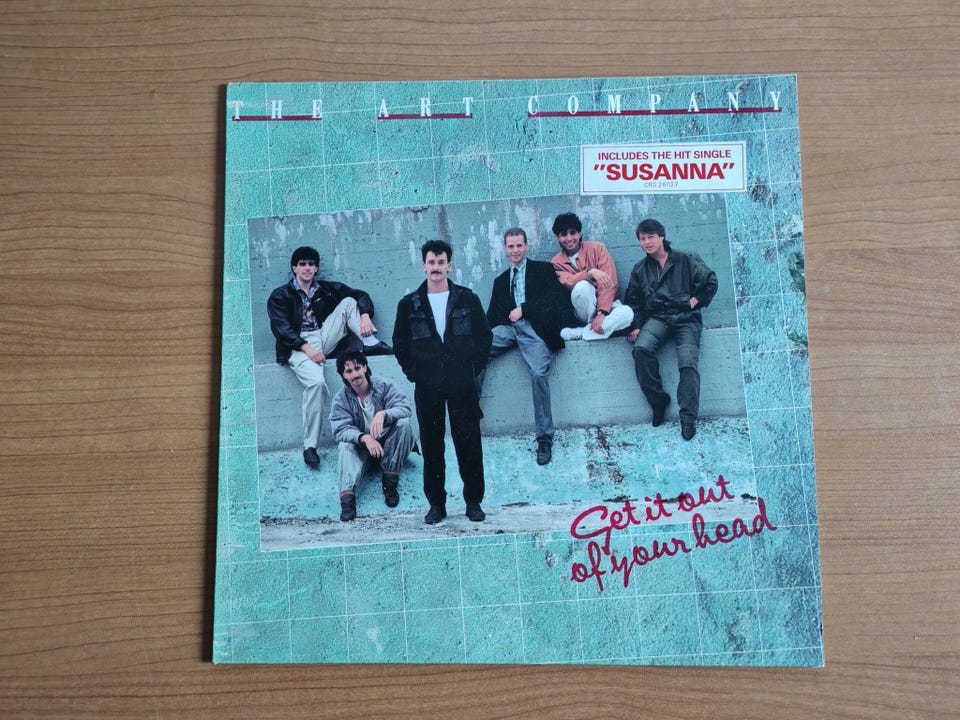 THE ART COMPANY
INCLUDES THE HIT SINGLE
"SUSANNA"
CBS 26027
Get it out
of your head